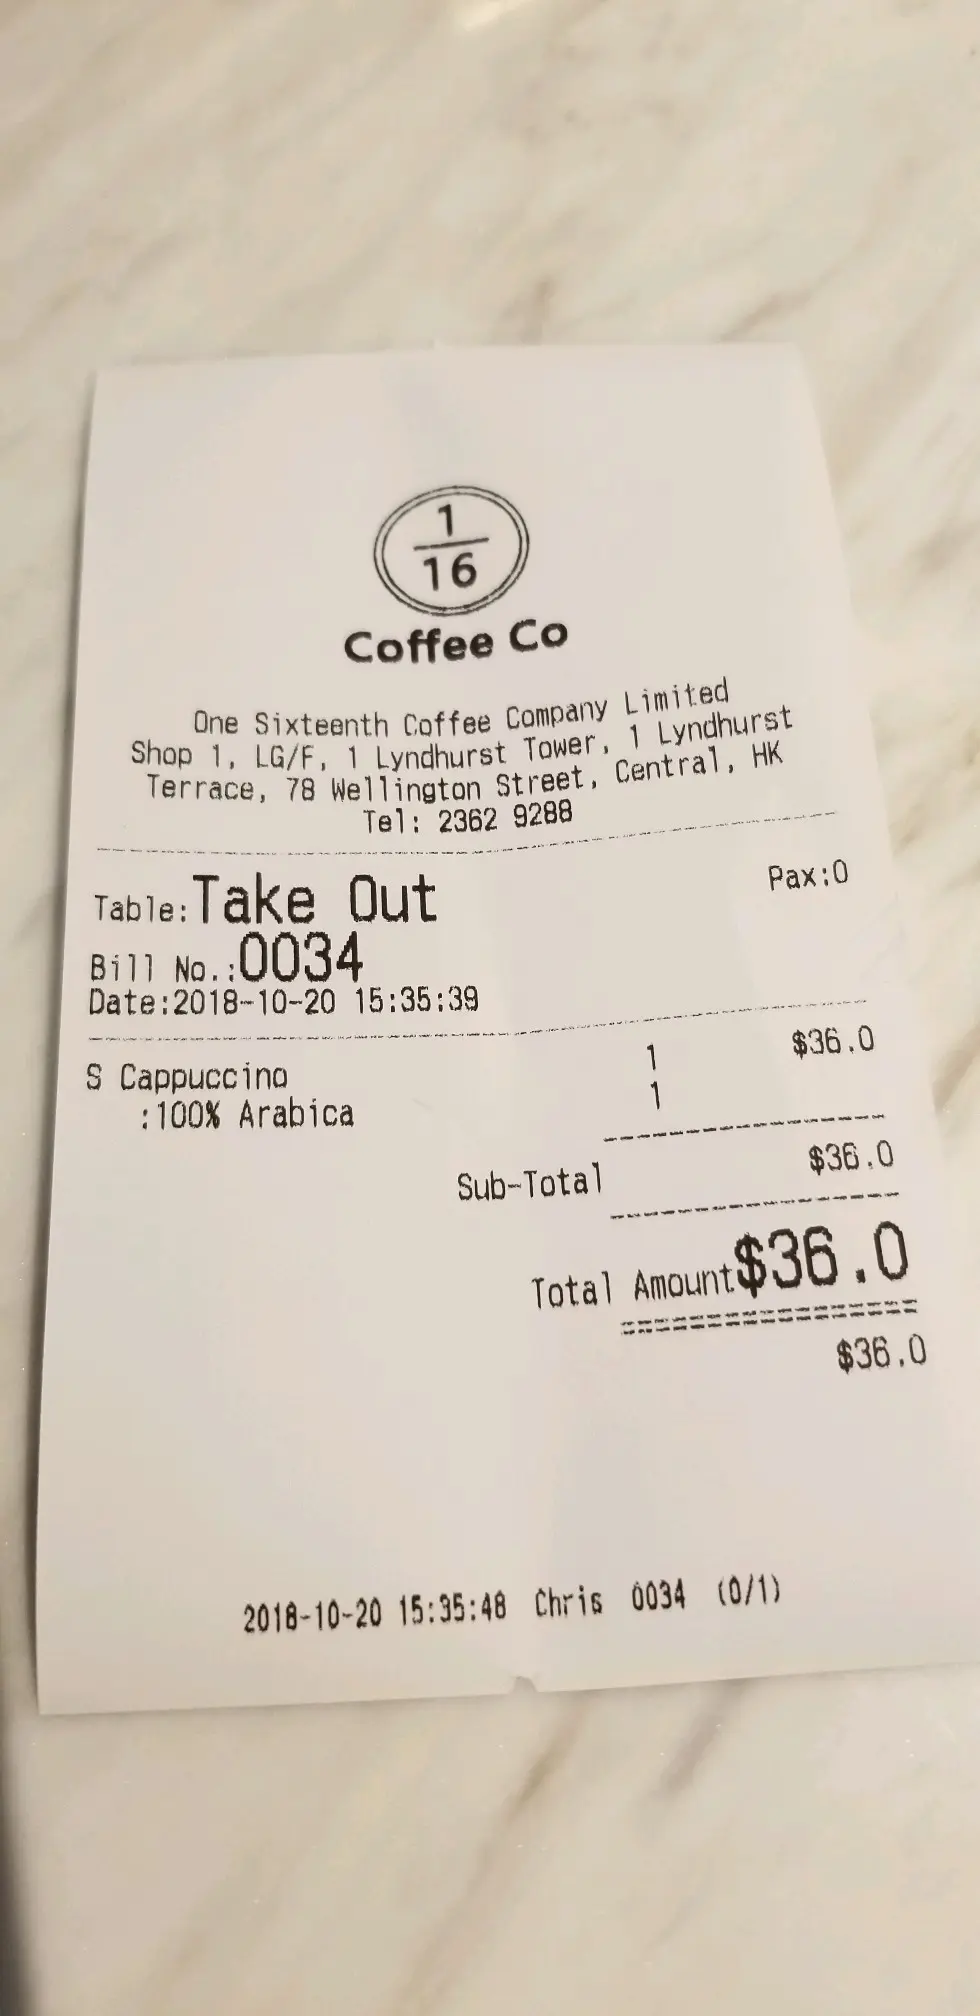 1
16
Coffee Co
One Sixteenth Coffee Company Limited
Shop 1, LG/F, 1 Lyndhurst Tower, 1 Lyndhurst
Terrace, 78 Wellington Street, Central, HK
Tel: 2362 9288
Table:Take Out Pax:0
Bill No.:0034
Date:2018-10-20 15:35:39
S Cappuccino 1 $36.0
:100% Arabica 1
Sub-Total $36.0
Total Amount $36.0
$36.0
2018-10-20 15:35:48 Chris 0034 (0/1)